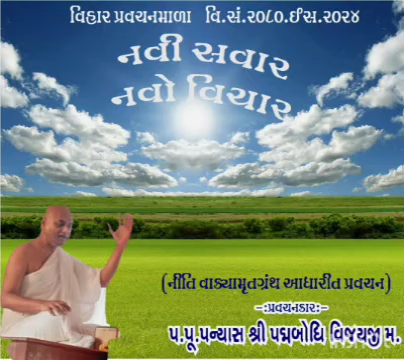 વિહાર પ્રવચનમાળા વિ.સં.૨૦૮૦.ઈસ.૨૦૨૪
નવી સવાર
નવો વિચાર
(નીતિ વાક્યામૃતગ્રંથ આધારીત પ્રવચન)
-:પ્રવચનકાર:-
પ.પૂ.પન્યાસ શ્રી પદ્મબોધિ વિજયજી મ.